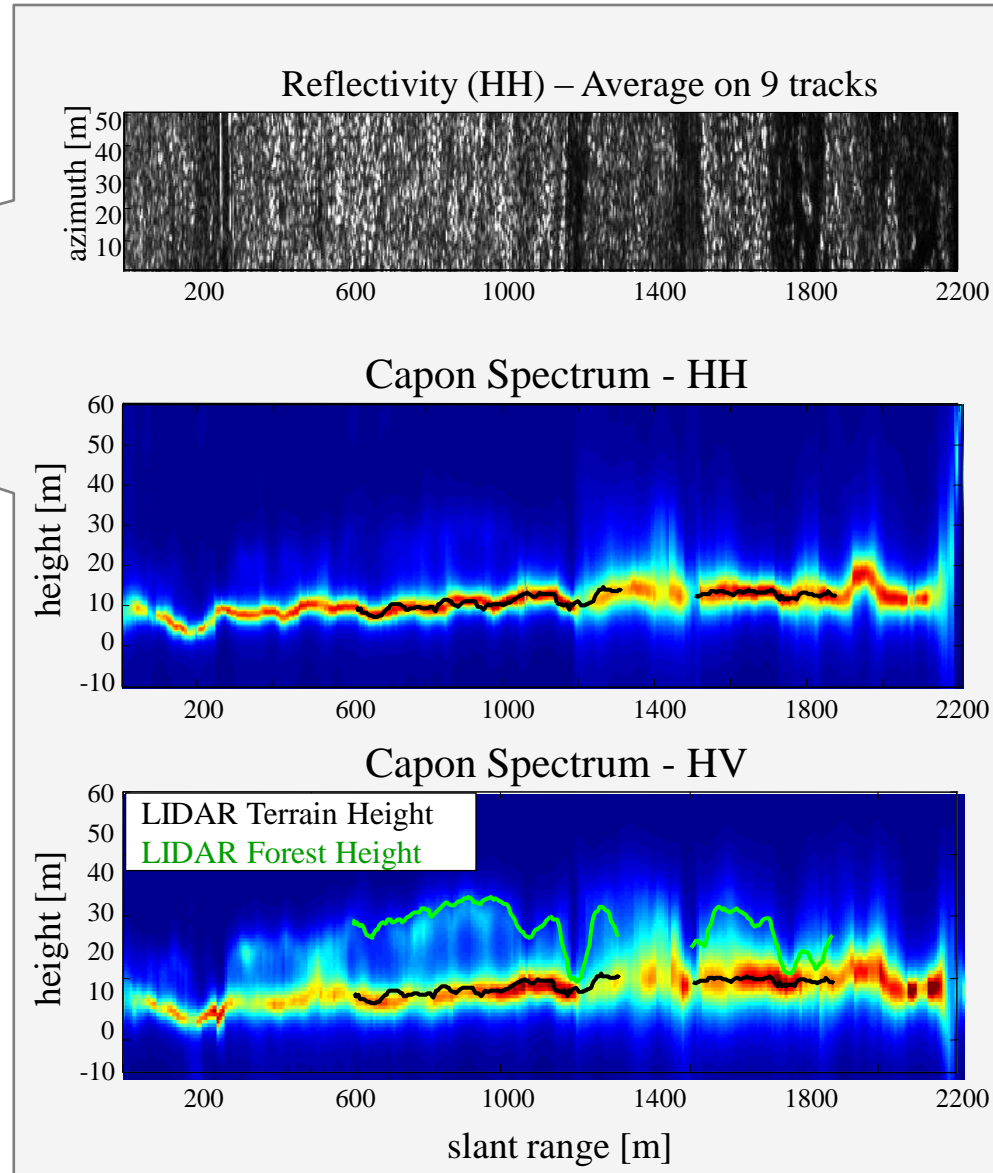 Reflectivity (HH) – Average on 9 tracks
azimuth [m]
50
40
30
20
10
200 600 1000 1400 1800 2200
Capon Spectrum - HH
height [m]
60
50
40
30
20
10
0
-10
200 600 1000 1400 1800 2200
Capon Spectrum - HV
LIDAR Terrain Height
LIDAR Forest Height
height [m]
60
50
40
30
20
10
0
-10
200 600 1000 1400 1800 2200
slant range [m]